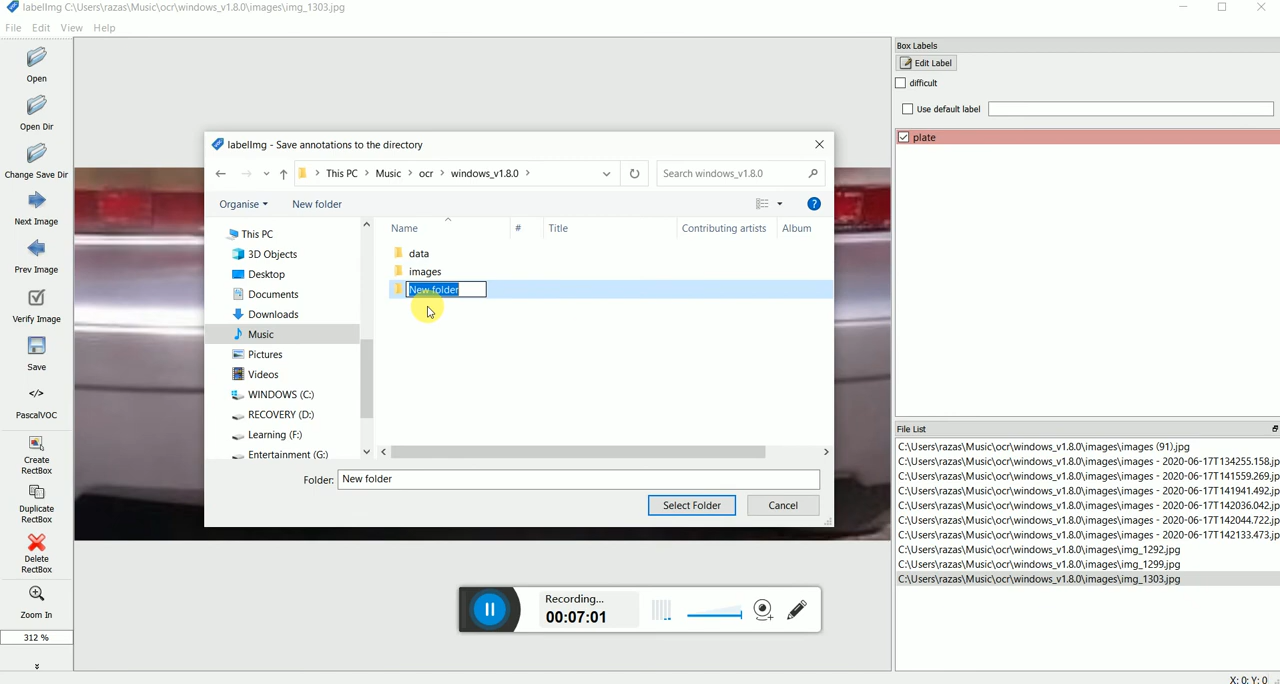 labelImg C:\Users\razas\Music\ocr\windows_v1.8.0\images\img_1303.jpg
File Edit View Help
Open
Open Dir
Change Save Dir
Next Image
Prev Image
Verify Image
Save
</>
PascalVOC
Create
RectBox
Duplicate
RectBox
Delete
RectBox
Zoom In
312 %
labelImg - Save annotations to the directory
This PC > Music > ocr > windows_v1.8.0 >
Search windows_v1.8.0
Organise
New folder
?
This PC
3D Objects
Desktop
Documents
Downloads
Music
Pictures
Videos
WINDOWS (C:)
RECOVERY (D:)
Learning (F:)
Entertainment (G:)
Name # Title Contributing artists Album
data
images
New folder
Folder: New folder
Select Folder
Cancel
Recording...
00:07:01
Box Labels
Edit Label
difficult
Use default label
plate
File List
C:\Users\razas\Music\ocr\windows_v1.8.0\images\images (91).jpg
C:\Users\razas\Music\ocr\windows_v1.8.0\images\images - 2020-06-17T134255.158.jp
C:\Users\razas\Music\ocr\windows_v1.8.0\images\images - 2020-06-17T141559.269.jp
C:\Users\razas\Music\ocr\windows_v1.8.0\images\images - 2020-06-17T141941.492.jp
C:\Users\razas\Music\ocr\windows_v1.8.0\images\images - 2020-06-17T142036.042.jp
C:\Users\razas\Music\ocr\windows_v1.8.0\images\images - 2020-06-17T142044.722.jp
C:\Users\razas\Music\ocr\windows_v1.8.0\images\images - 2020-06-17T142133.473.jp
C:\Users\razas\Music\ocr\windows_v1.8.0\images\img_1292.jpg
C:\Users\razas\Music\ocr\windows_v1.8.0\images\img_1299.jpg
C:\Users\razas\Music\ocr\windows_v1.8.0\images\img_1303.jpg
X: 0; Y: 0